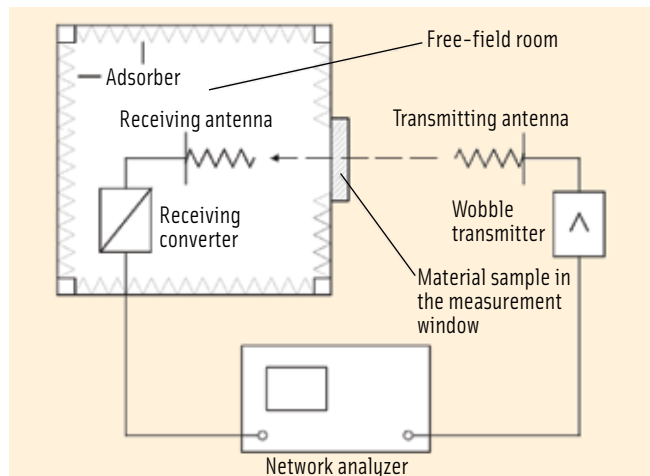 Free-field room
Adsorber
Receiving antenna
Transmitting antenna
Receiving
converter
Wobble
transmitter
Material sample in
the measurement
window
Network analyzer